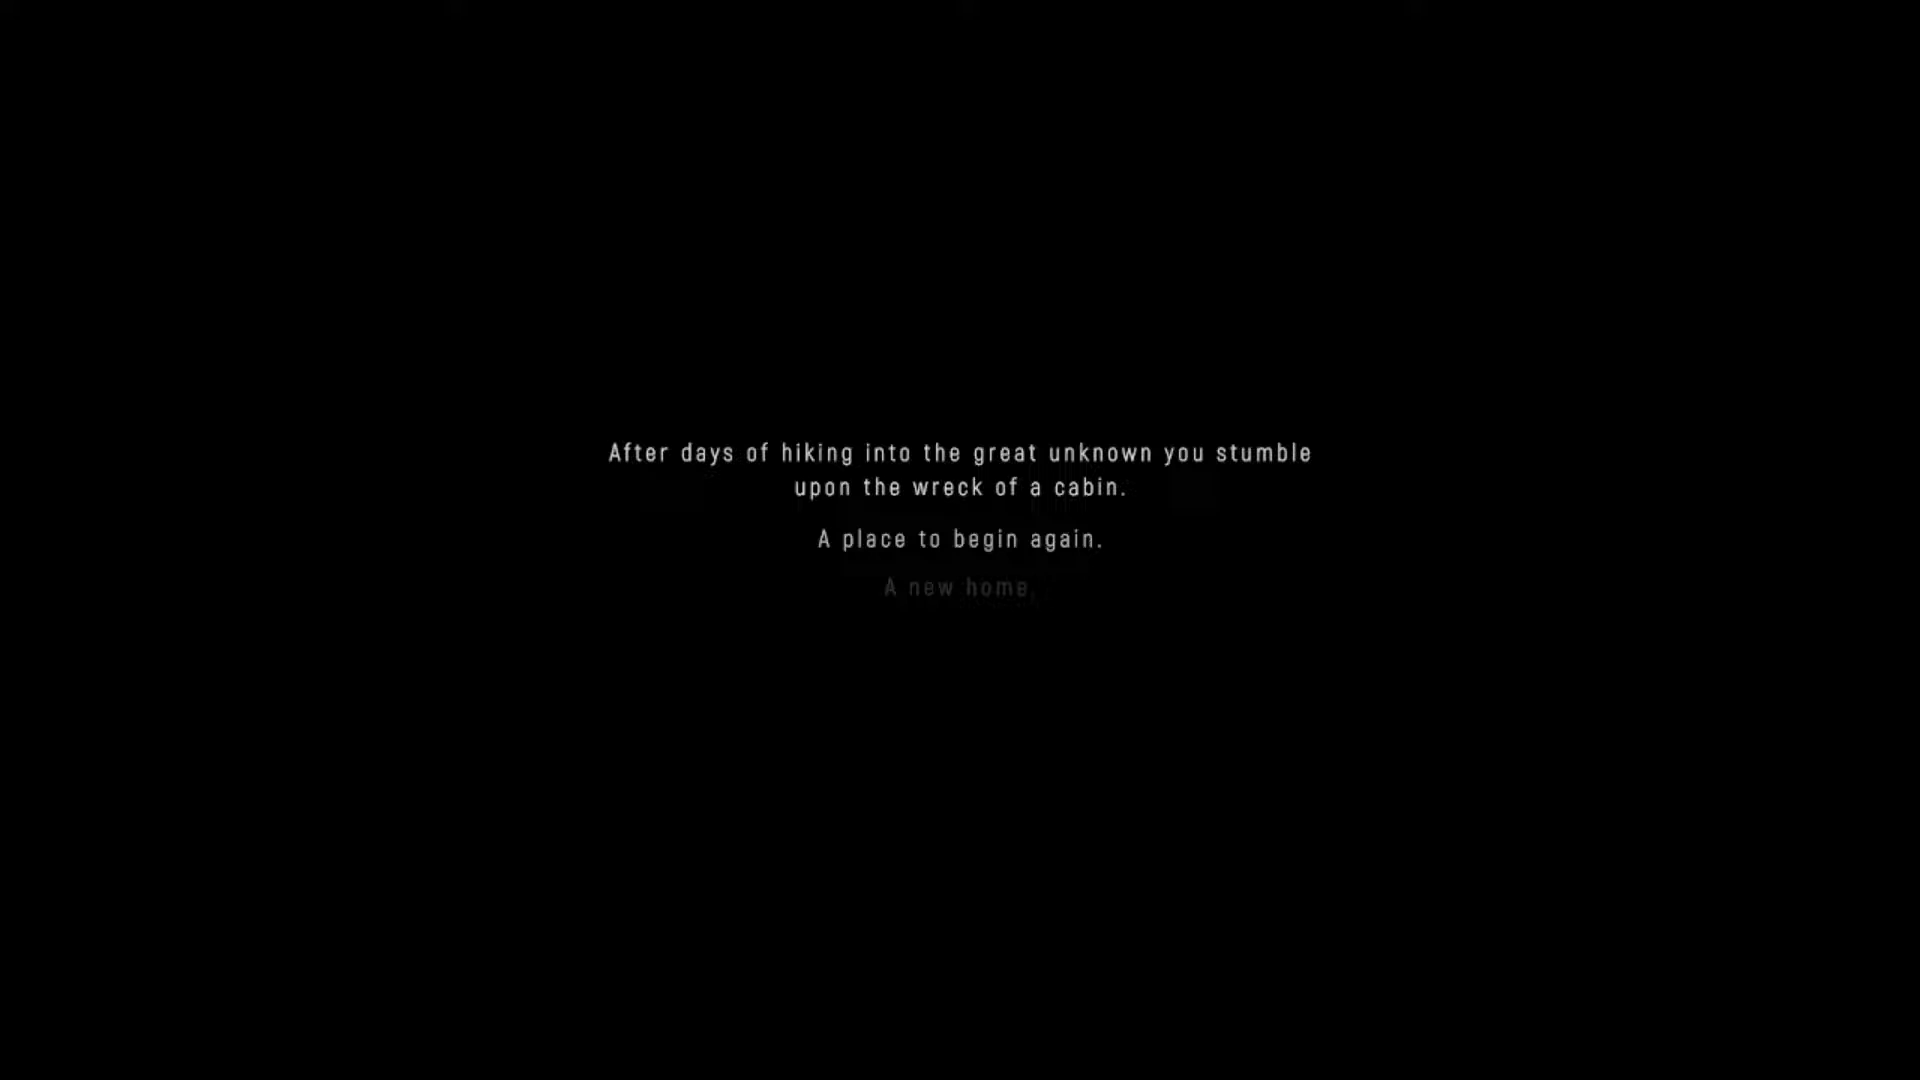 After days of hiking into the great unknown you stumble
upon the wreck of a cabin.
A place to begin again.
A new home.